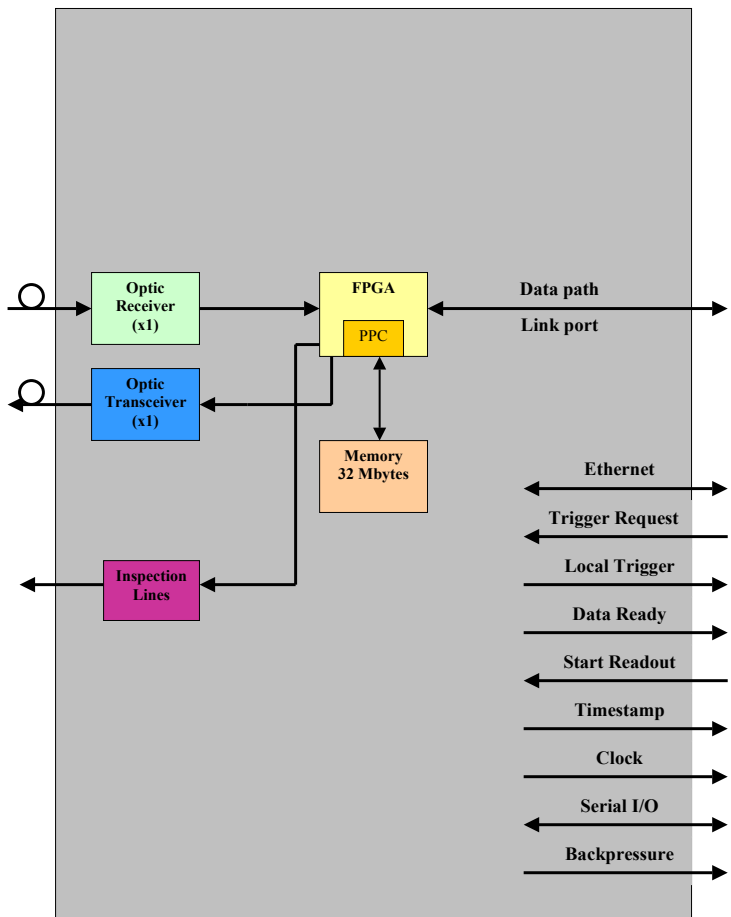 Optic
Receiver
(x1)
FPGA
PPC
Data path
Link port
Optic
Transceiver
(x1)
Memory
32 Mbytes
Ethernet
Trigger Request
Local Trigger
Inspection
Lines
Data Ready
Start Readout
Timestamp
Clock
Serial I/O
Backpressure